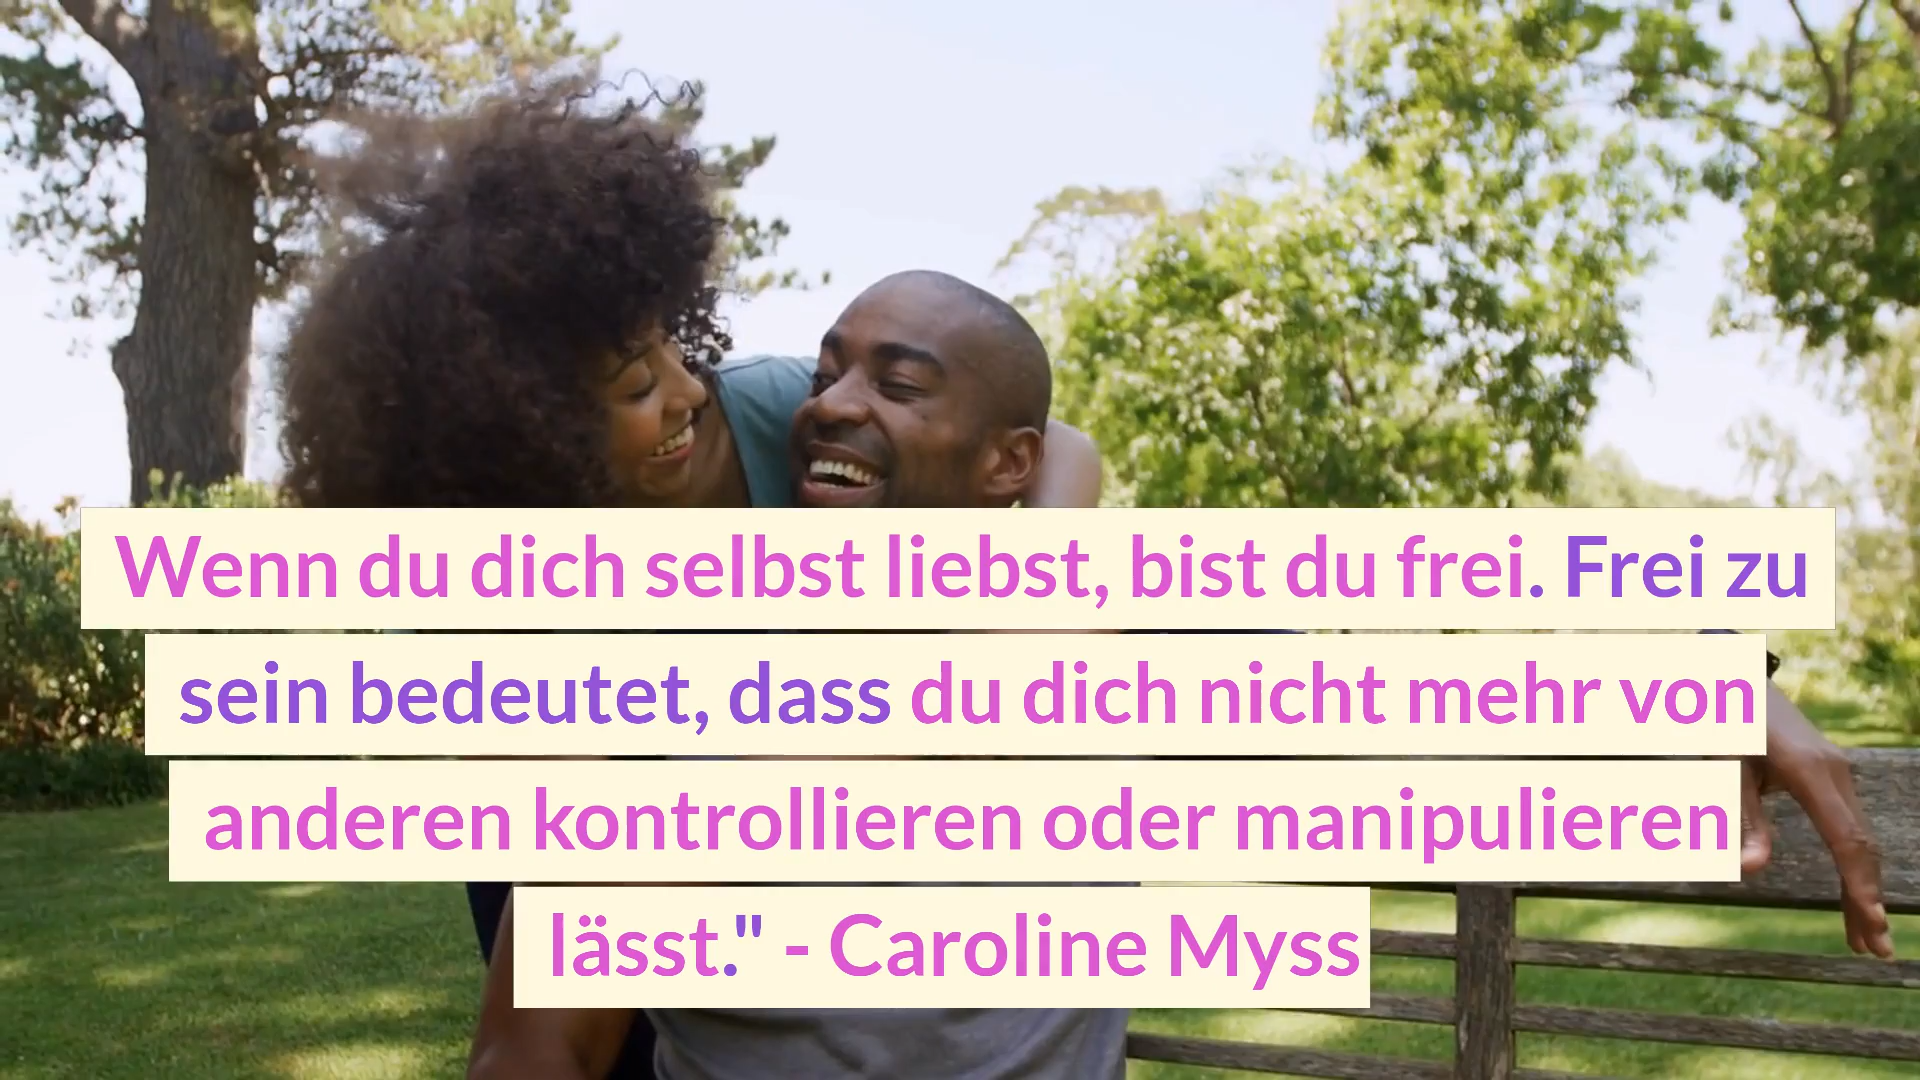 Wenn du dich selbst liebst, bist du frei. Frei zu
sein bedeutet, dass du dich nicht mehr von
anderen kontrollieren oder manipulieren
lässt." - Caroline Myss